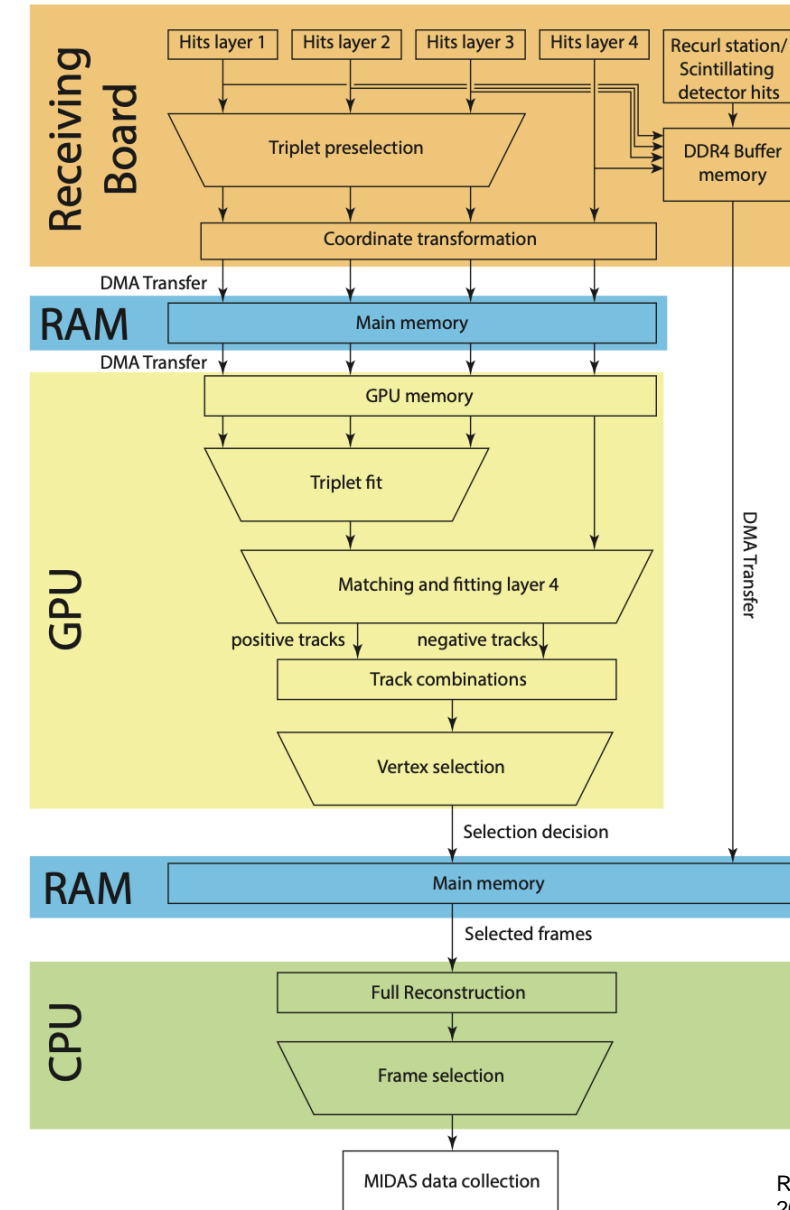 Receiving
Board
Hits layer 1
Hits layer 2
Hits layer 3
Hits layer 4
Recurl station/
Scintillating
detector hits
Triplet preselection
DDR4 Buffer
memory
Coordinate transformation
DMA Transfer
RAM
Main memory
DMA Transfer
GPU
GPU memory
Triplet fit
DMA Transfer
Matching and fitting layer 4
positive tracks
negative tracks
Track combinations
Vertex selection
Selection decision
RAM
Main memory
Selected frames
CPU
Full Reconstruction
Frame selection
MIDAS data collection
R